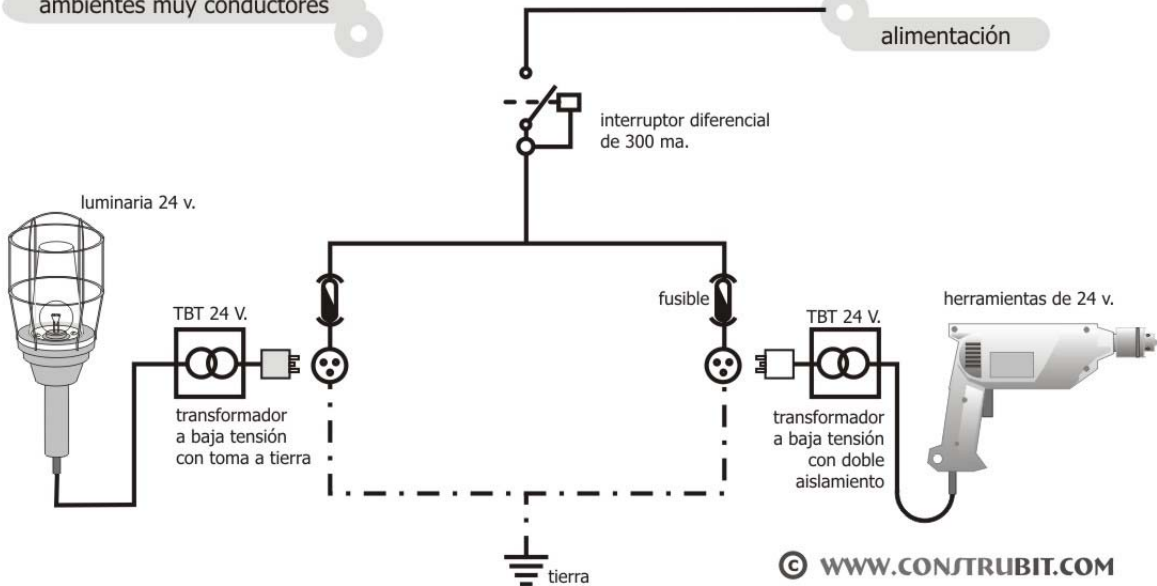 ambientes muy conductores
alimentación
interruptor diferencial
de 300 ma.
luminaria 24 v.
TBT 24 V.
transformador
a baja tensión
con toma a tierra
fusible
TBT 24 V.
herramientas de 24 v.
transformador
a baja tensión
con doble
aislamiento
tierra
© WWW.CONSTRUBIT.COM